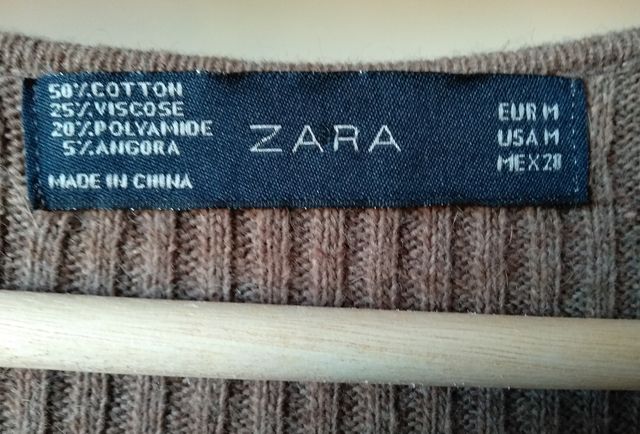 50%COTTON
25%VISCOSE
20%POLYAMIDE
5%ANGORA
MADE IN CHINA
ZARA
EUR M
USA M
MEX 28